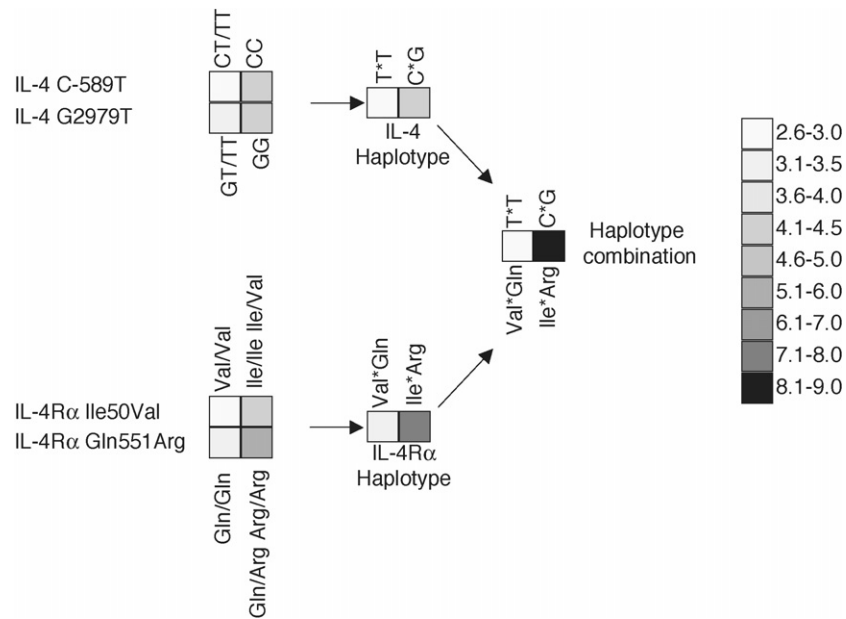 CT/TT
CC
IL-4 C-589T
IL-4 G2979T
GT/TT
GG
T*T
C*G
IL-4
Haplotype
T*T
C*G
Haplotype
combination
Val*Gln
Ile*Arg
Val/Val
Ile/Ile Ile/Val
IL-4Rα Ile50Val
IL-4Rα Gln551Arg
Gln/Gln
Gln/Arg Arg/Arg
Val*Gln
Ile*Arg
IL-4Rα
Haplotype
2.6-3.0
3.1-3.5
3.6-4.0
4.1-4.5
4.6-5.0
5.1-6.0
6.1-7.0
7.1-8.0
8.1-9.0